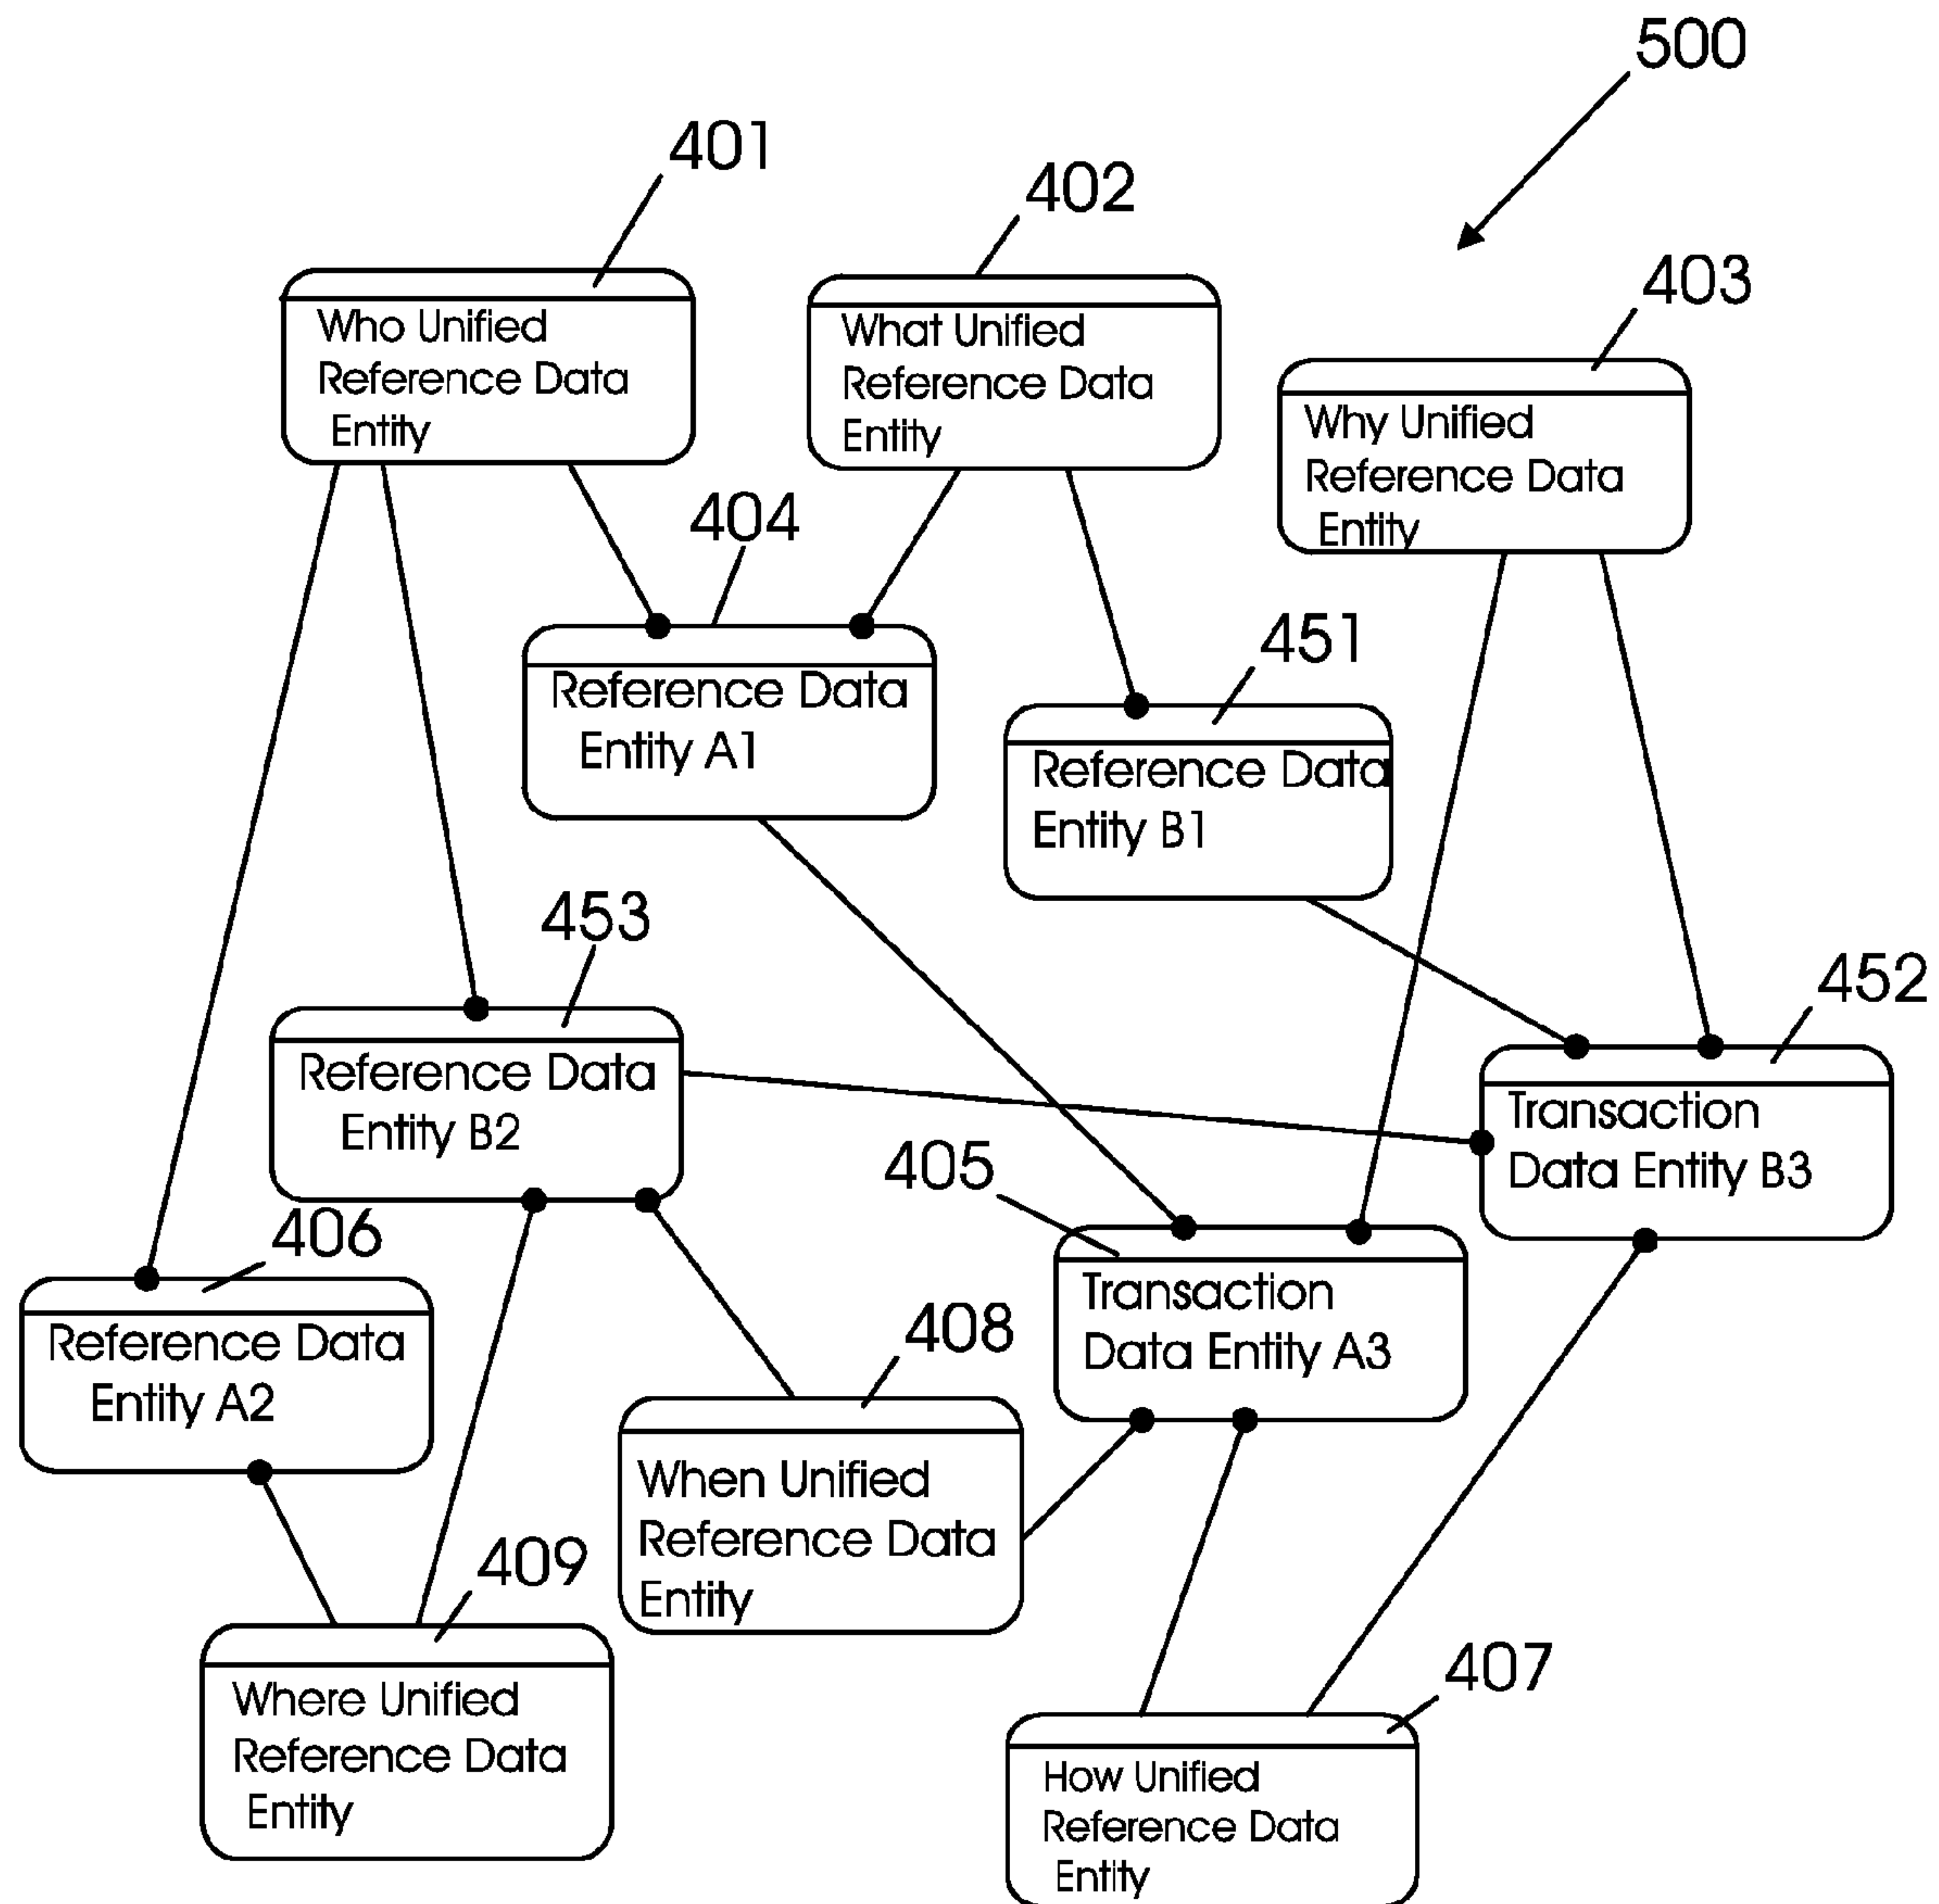 500
401
402
403
Who Unified
Reference Data
Entity
What Unified
Reference Data
Entity
Why Unified
Reference Data
Entity
404
451
Reference Data
Entity A1
Reference Data
Entity B1
453
452
Reference Data
Entity B2
Transaction
Data Entity B3
405
406
Transaction
Data Entity A3
Reference Data
Entity A2
408
When Unified
Reference Data
Entity
409
407
Where Unified
Reference Data
Entity
How Unified
Reference Data
Entity